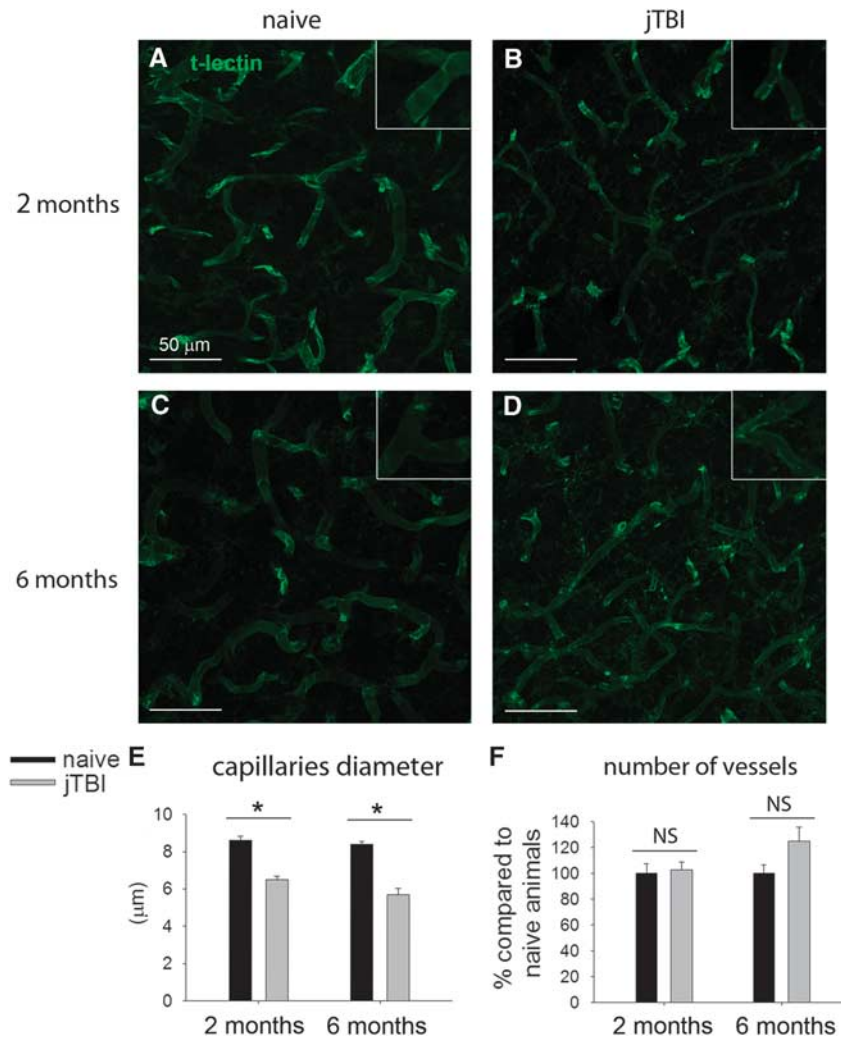 naive
jTBI
A
t-lectin
B
2 months
50 μm
C
D
6 months
naive
jTBI
E
capillaries diameter
*
*
10
8
6
4
2
0
(μm)
2 months
6 months
F
number of vessels
NS
NS
140
120
100
80
60
40
20
0
% compared to
naive animals
2 months
6 months